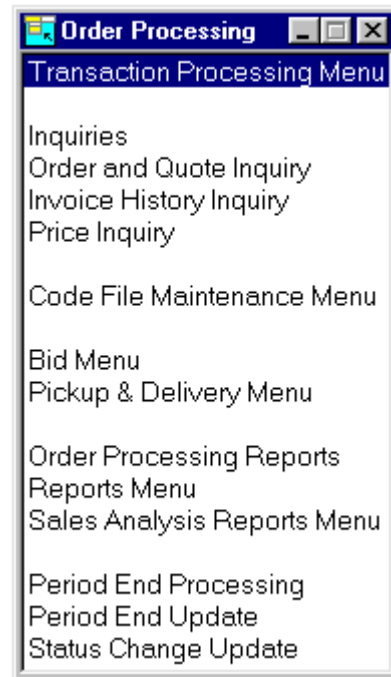 Order Processing
Transaction Processing Menu
Inquiries
Order and Quote Inquiry
Invoice History Inquiry
Price Inquiry
Code File Maintenance Menu
Bid Menu
Pickup & Delivery Menu
Order Processing Reports
Reports Menu
Sales Analysis Reports Menu
Period End Processing
Period End Update
Status Change Update